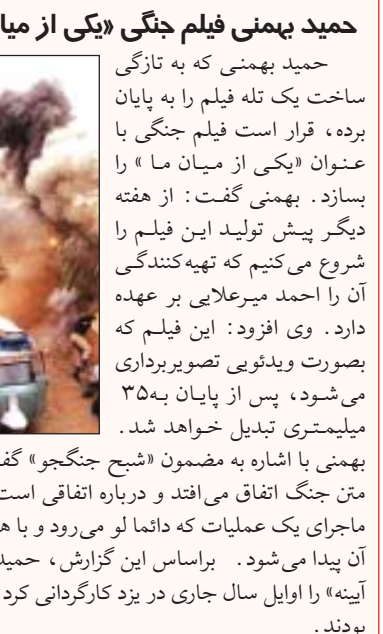 حمید بهمنی فیلم جنگی «یکی از میا
حمید بهمنی که به تازگی
ساخت یک تله فیلم را به پایان
برده، قرار است فیلم جنگی با
عنوان «یکی از میان ما » را
بسازد. بهمنی گفت: از هفته
دیگر پیش تولید این فیلم را
شروع می‌کنیم که تهیه‌کنندگی
آن را احمد میرعلایی بر عهده
دارد. وی افزود: این فیلم که
بصورت ویدئویی تصویربرداری
می‌شود، پس از پایان به۳۵
میلیمتری تبدیل خواهد شد.
بهمنی با اشاره به مضمون «شبح جنگجو» گف
متن جنگ اتفاق می‌افتد و درباره اتفاقی است
ماجرای یک عملیات که دائما لو می‌رود و با ه
آن پیدا می‌شود. براساس این گزارش، حمید
آیینه» را اوایل سال جاری در یزد کارگردانی کرد
بودند.